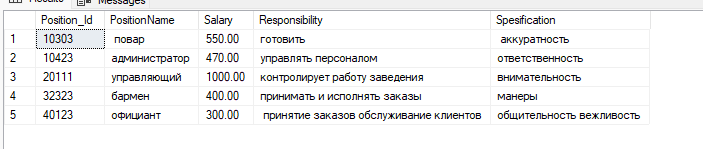 Results Messages
Position_Id PositionName Salary Responsibility Spesification
1 10303 повар 550.00 готовить аккуратность
2 10423 администратор 470.00 управлять персоналом ответственность
3 20111 управляющий 1000.00 контролирует работу заведения внимательность
4 32323 бармен 400.00 принимать и исполнять заказы манеры
5 40123 официант 300.00 принятие заказов обслуживание клиентов общительность вежливость